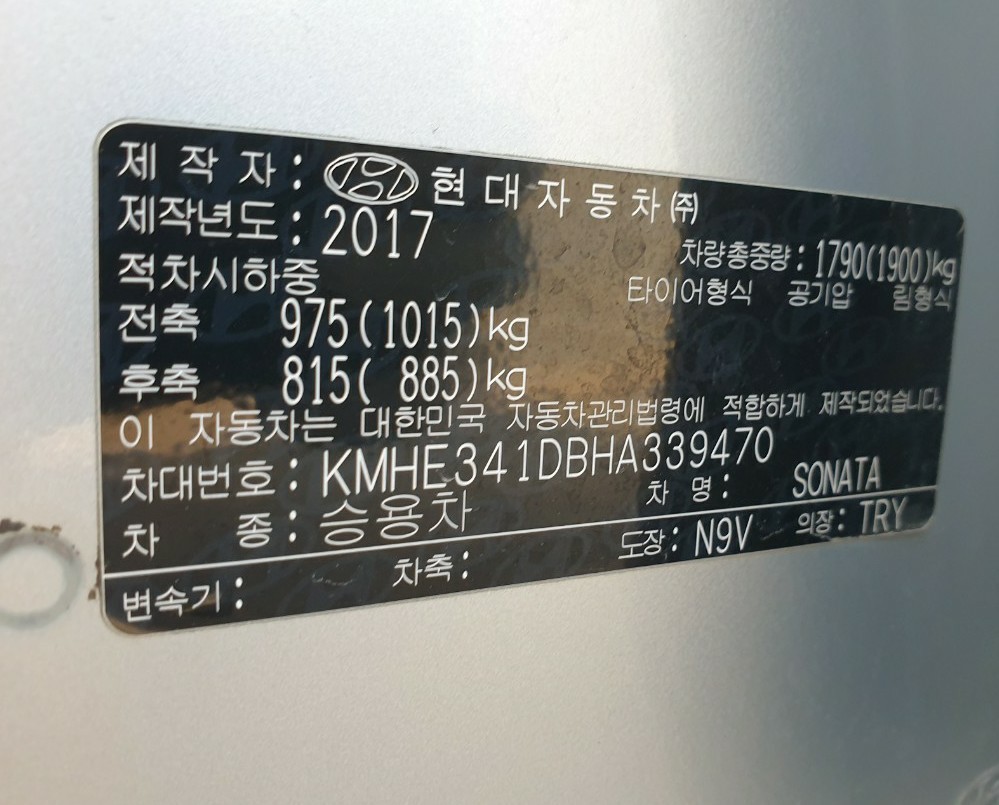 제 작 자 : 현 대 자 동 차 (주)
제작년도 : 2017
차량총중량 : 1790(1900)kg
적차시하중
타이어형식 공기압 림형식
전축 975(1015)kg
후축 815( 885)kg
이 자동차는 대한민국 자동차관리법령에 적합하게 제작되었습니다.
차대번호 : KMHE341DBHA339470
차 종 : 승용차 차 명 : SONATA
변속기 : 차축 : 도장 : N9V 의장 : TRY